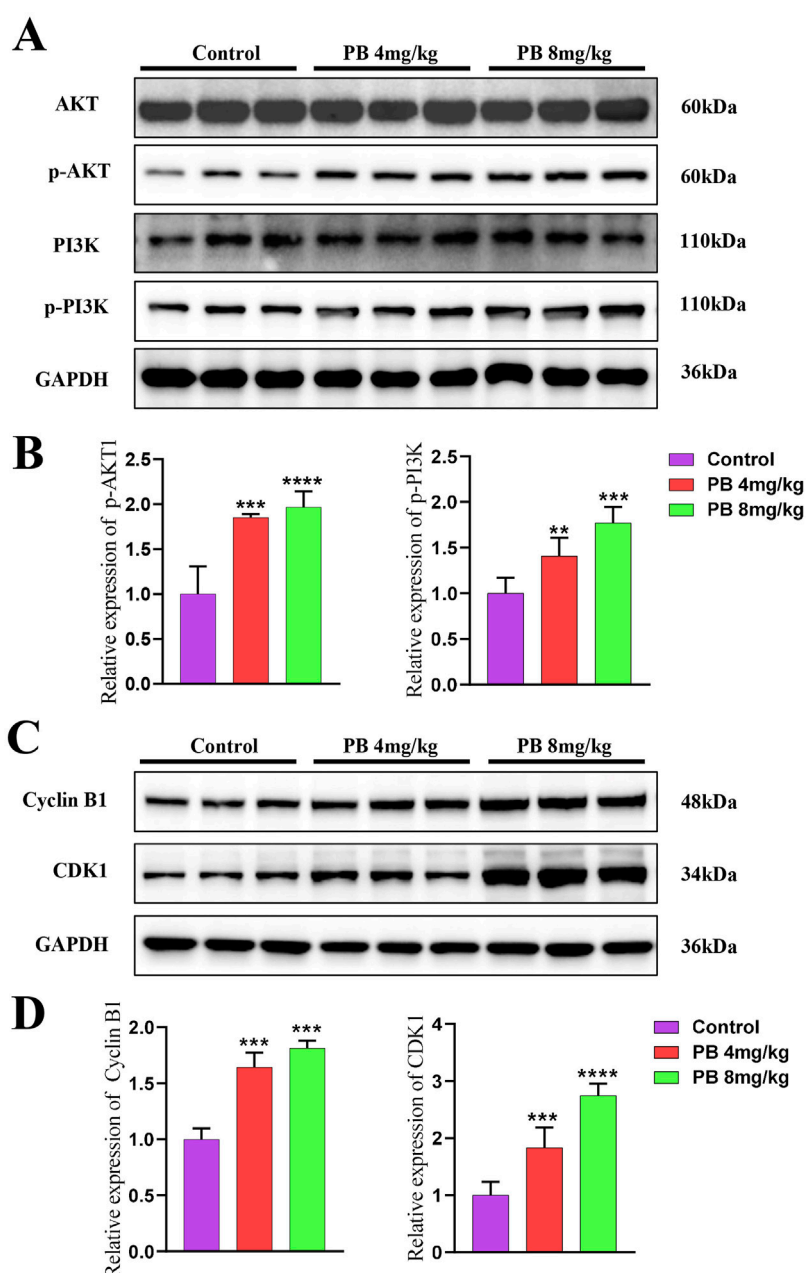 A
Control PB 4mg/kg PB 8mg/kg
AKT 60kDa
p-AKT 60kDa
PI3K 110kDa
p-PI3K 110kDa
GAPDH 36kDa
B
Relative expression of p-AKT1
2.5
2.0
1.5
1.0
0.5
0.0
*** ****
Relative expression of p-PI3K
2.5
2.0
1.5
1.0
0.5
0.0
** ***
Control
PB 4mg/kg
PB 8mg/kg
C
Control PB 4mg/kg PB 8mg/kg
Cyclin B1 48kDa
CDK1 34kDa
GAPDH 36kDa
D
Relative expression of Cyclin B1
2.0
1.5
1.0
0.5
0.0
*** ***
Relative expression of CDK1
4
3
2
1
0
*** ****
Control
PB 4mg/kg
PB 8mg/kg